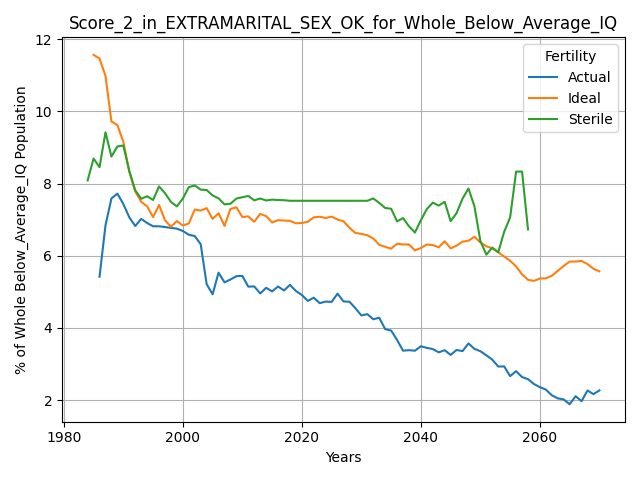 Score_2_in_EXTRAMARITAL_SEX_OK_for_Whole_Below_Average_IQ
% of Whole Below_Average_IQ Population
12
10
8
6
4
2
Fertility
Actual
Ideal
Sterile
1980
2000
2020
2040
2060
Years